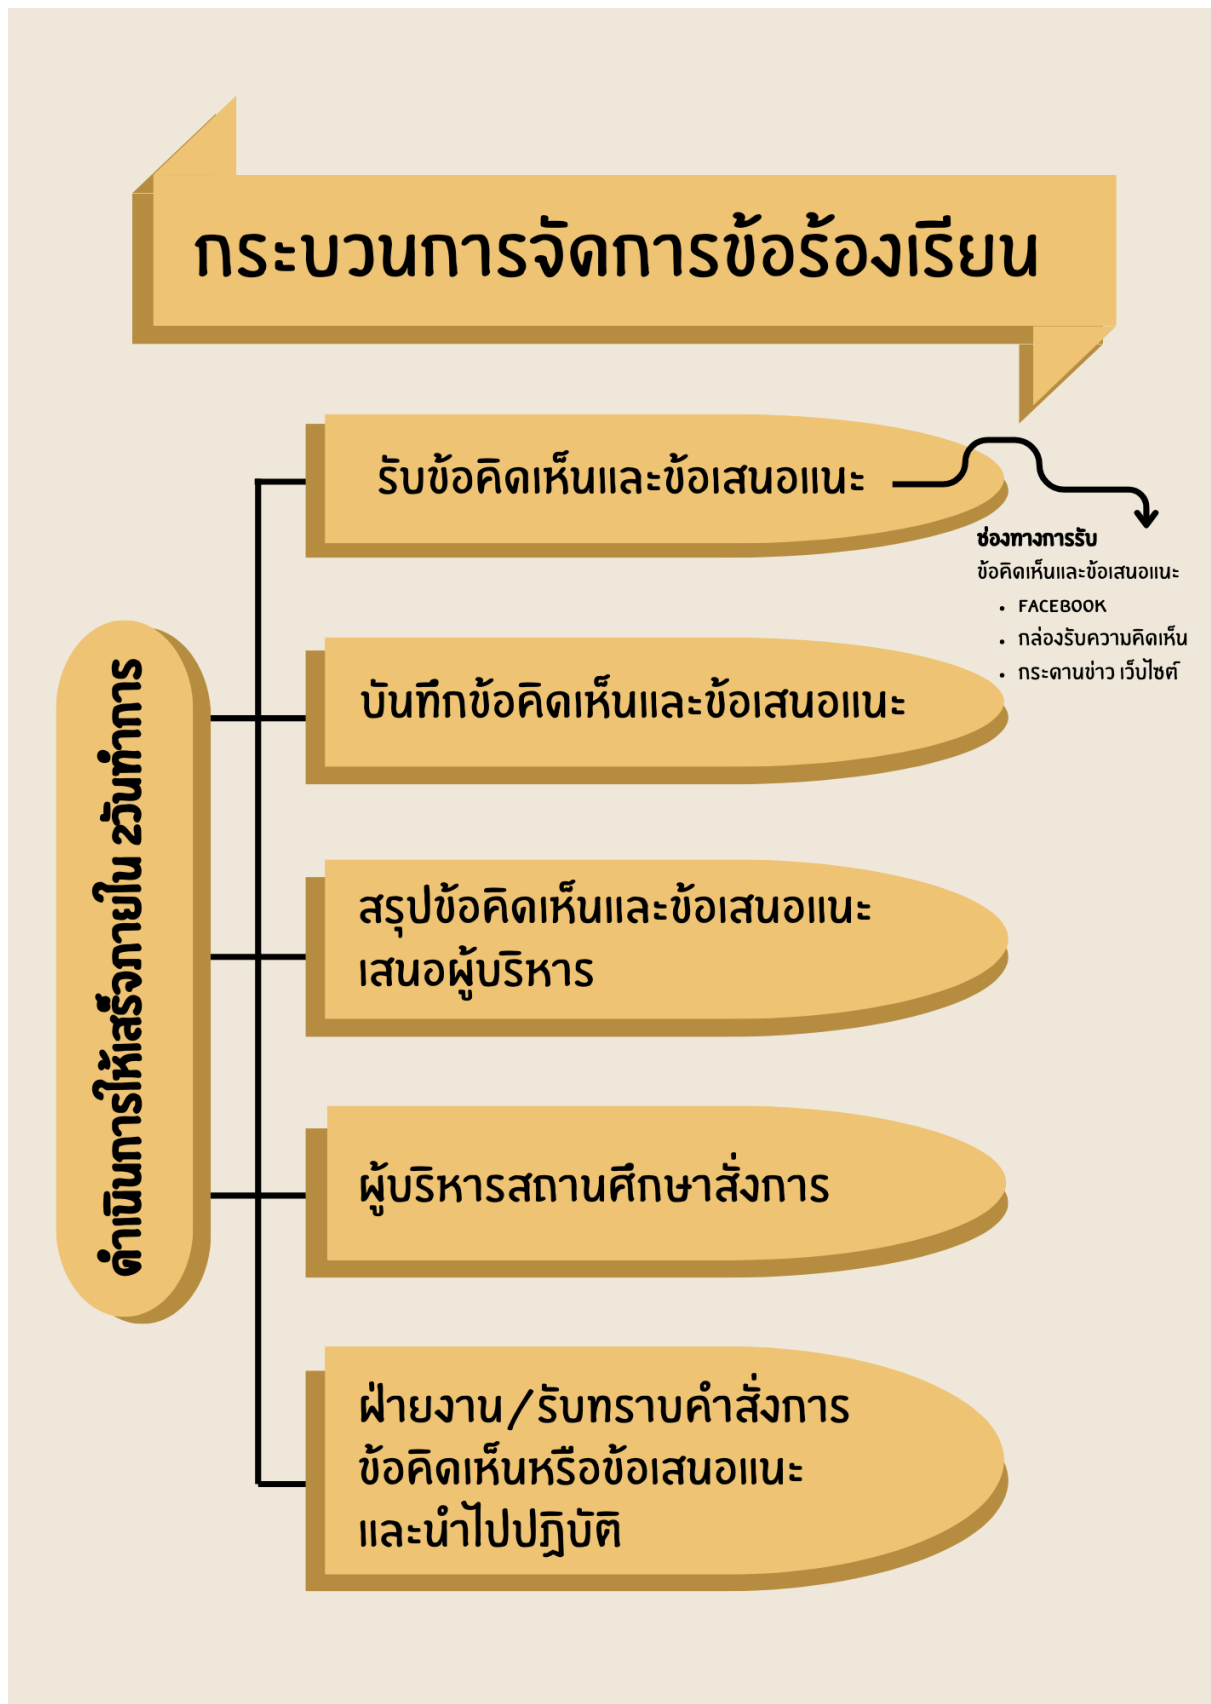 กระบวนการจัดการข้อร้องเรียน
รับข้อคิดเห็นและข้อเสนอแนะ
ช่องทางการรับ
ข้อคิดเห็นและข้อเสนอแนะ
• FACEBOOK
• กล่องรับความคิดเห็น
• กระดานข่าว เว็บไซต์
ดำเนินการให้เสร็จภายใน 2วันทำการ
บันทึกข้อคิดเห็นและข้อเสนอแนะ
สรุปข้อคิดเห็นและข้อเสนอแนะ
เสนอผู้บริหาร
ผู้บริหารสถานศึกษาสั่งการ
ฝ่ายงาน/รับทราบคำสั่งการ
ข้อคิดเห็นหรือข้อเสนอแนะ
และนำไปปฏิบัติ